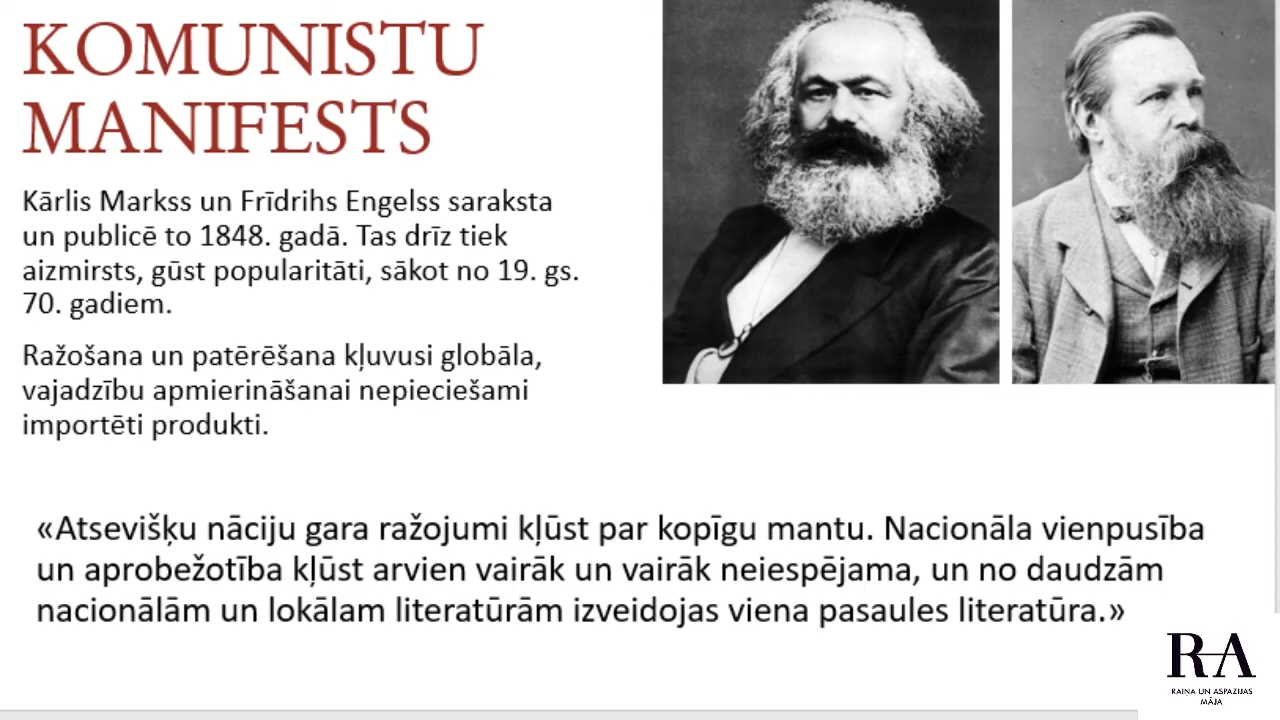 KOMUNISTU
MANIFESTS
Kārlis Markss un Frīdrihs Engelss saraksta
un publicē to 1848. gadā. Tas drīz tiek
aizmirsts, gūst popularitāti, sākot no 19. gs.
70. gadiem.
Ražošana un patērēšana kļuvusi globāla,
vajadzību apmierināšanai nepieciešami
importēti produkti.
«Atsevišķu nāciju gara ražojumi kļūst par kopīgu mantu. Nacionāla vienpusība
un aprobežotība kļūst arvien vairāk un vairāk neiespējama, un no daudzām
nacionālām un lokālam literatūrām izveidojas viena pasaules literatūra.»
RA
RAIŅA UN ASPAZIJAS
MĀJA